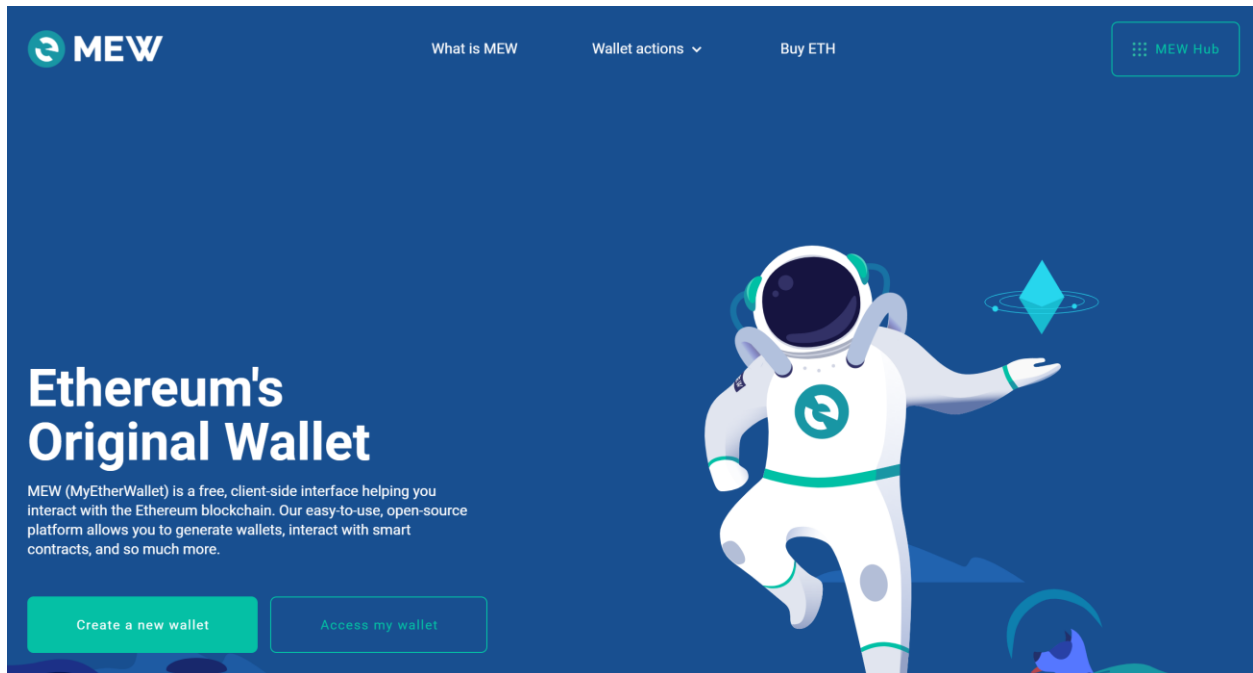 MEW
What is MEW
Wallet actions
Buy ETH
MEW Hub
Ethereum's
Original Wallet
MEW (MyEtherWallet) is a free, client-side interface helping you
interact with the Ethereum blockchain. Our easy-to-use, open-source
platform allows you to generate wallets, interact with smart
contracts, and so much more.
Create a new wallet
Access my wallet